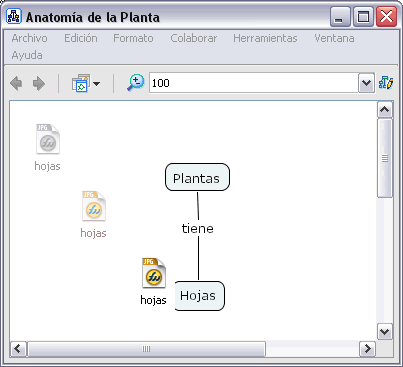 Anatomía de la Planta
Archivo Edición Formato Colaborar Herramientas Ventana
Ayuda
100
JPG
hojas
Plantas
JPG
hojas
tiene
JPG
hojas
Hojas